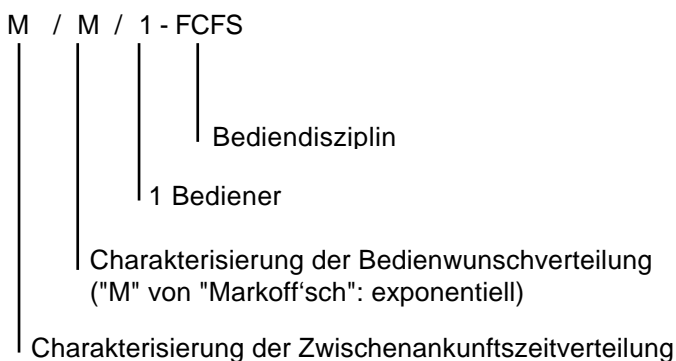 M / M / 1 - FCFS
Bediendisziplin
1 Bediener
Charakterisierung der Bedienwunschverteilung
("M" von "Markoff‘sch": exponentiell)
Charakterisierung der Zwischenankunftszeitverteilung